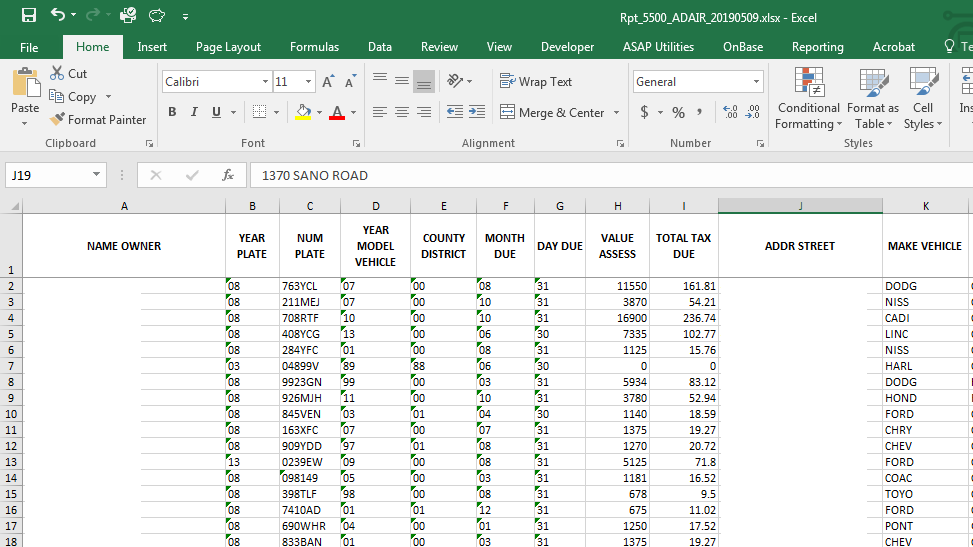 Rpt_5500_ADAIR_20190509.xlsx - Excel
File Home Insert Page Layout Formulas Data Review View Developer ASAP Utilities OnBase Reporting Acrobat
Paste Cut Copy Format Painter
Calibri 11 Wrap Text General
B I U A Merge & Center $ % , Conditional Formatting Format as Table Cell Styles
Clipboard Font Alignment Number Styles
J19 fx 1370 SANO ROAD
A B C D E F G H I J K
1 NAME OWNER YEAR PLATE NUM PLATE YEAR MODEL VEHICLE COUNTY DISTRICT MONTH DUE DAY DUE VALUE ASSESS TOTAL TAX DUE ADDR STREET MAKE VEHICLE
2 08 763YCL 07 00 08 31 11550 161.81 DODG
3 08 211MEJ 07 00 10 31 3870 54.21 NISS
4 08 708RTF 10 00 10 31 16900 236.74 CADI
5 08 408YCG 13 00 06 30 7335 102.77 LINC
6 08 284YFC 01 00 08 31 1125 15.76 NISS
7 03 04899V 89 88 06 30 0 0 HARL
8 08 9923GN 99 00 03 31 5934 83.12 DODG
9 08 926MJH 11 00 10 31 3780 52.94 HOND
10 08 845VEN 03 01 04 30 1140 18.59 FORD
11 08 163XFC 07 00 07 31 1375 19.27 CHRY
12 08 909YDD 97 01 08 31 1270 20.72 CHEV
13 13 0239EW 09 00 08 31 5125 71.8 FORD
14 08 098149 05 00 03 31 1181 16.52 COAC
15 08 398TLF 98 00 08 31 678 9.5 TOYO
16 08 7410AD 01 01 12 31 675 11.02 FORD
17 08 690WHR 04 00 01 31 1250 17.52 PONT
18 08 833BAN 01 00 03 31 1375 19.27 CHEV